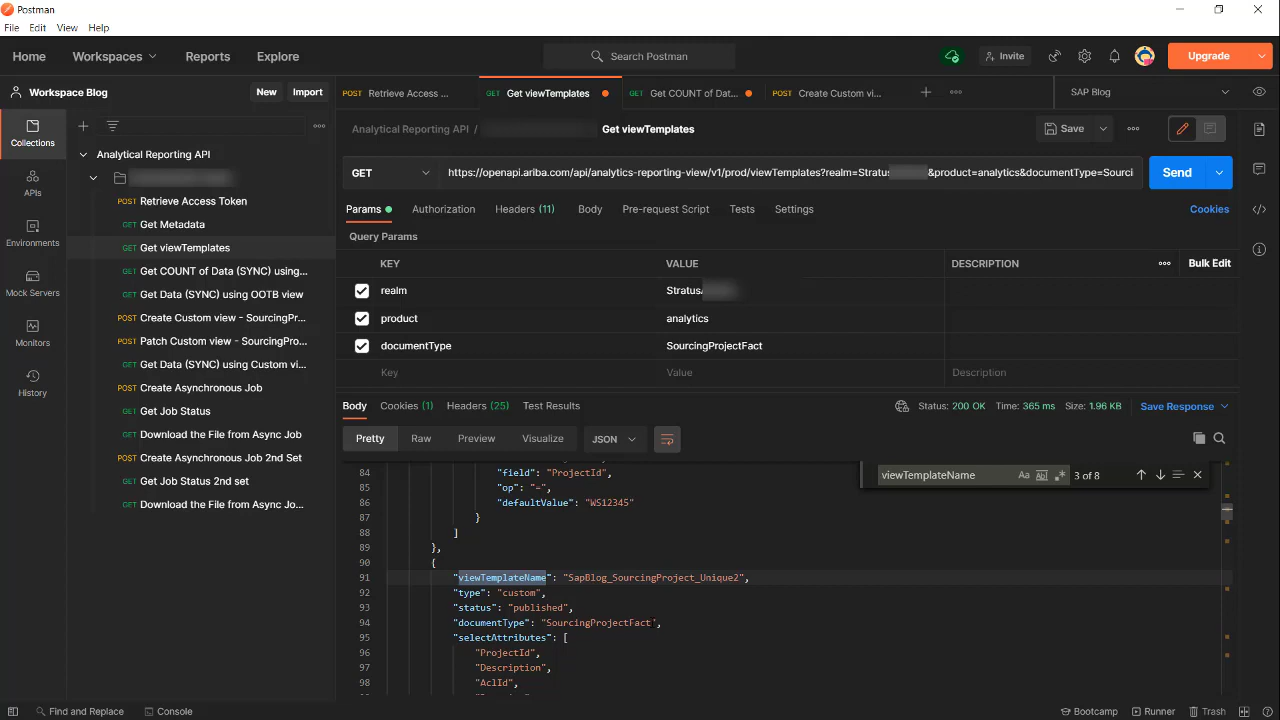 Postman
File Edit View Help
Home Workspaces Reports Explore Search Postman Invite Upgrade
Workspace Blog New Import
POST Retrieve Access ... GET Get viewTemplates GET Get COUNT of Dat... POST Create Custom vi... SAP Blog
Collections
APIs
Environments
Mock Servers
Monitors
History
Analytical Reporting API
POST Retrieve Access Token
GET Get Metadata
GET Get viewTemplates
GET Get COUNT of Data (SYNC) using...
GET Get Data (SYNC) using OOTB view
POST Create Custom view - SourcingPr...
POST Patch Custom view - SourcingPro...
GET Get Data (SYNC) using Custom vi...
POST Create Asynchronous Job
GET Get Job Status
GET Download the File from Async Job
POST Create Asynchronous Job 2nd Set
GET Get Job Status 2nd set
GET Download the File from Async Jo...
Analytical Reporting API / Get viewTemplates Save
GET https://openapi.ariba.com/api/analytics-reporting-view/v1/prod/viewTemplates?realm=Stratus &product=analytics&documentType=Sourci Send
Params Authorization Headers (11) Body Pre-request Script Tests Settings Cookies
Query Params
KEY VALUE DESCRIPTION Bulk Edit
realm Stratus
product analytics
documentType SourcingProjectFact
Key Value Description
Body Cookies (1) Headers (25) Test Results Status: 200 OK Time: 365 ms Size: 1.96 KB Save Response
Pretty Raw Preview Visualize JSON
viewTemplateName Aa Abl .* 3 of 8
84 "field": "ProjectId",
85 "op": "=",
86 "defaultValue": "WS12345"
87 }
88 ]
89 },
90 {
91 "viewTemplateName": "SapBlog_SourcingProject_Unique2",
92 "type": "custom",
93 "status": "published",
94 "documentType": "SourcingProjectFact",
95 "selectAttributes": [
96 "ProjectId",
97 "Description",
98 "AclId",
Find and Replace Console Bootcamp Runner Trash